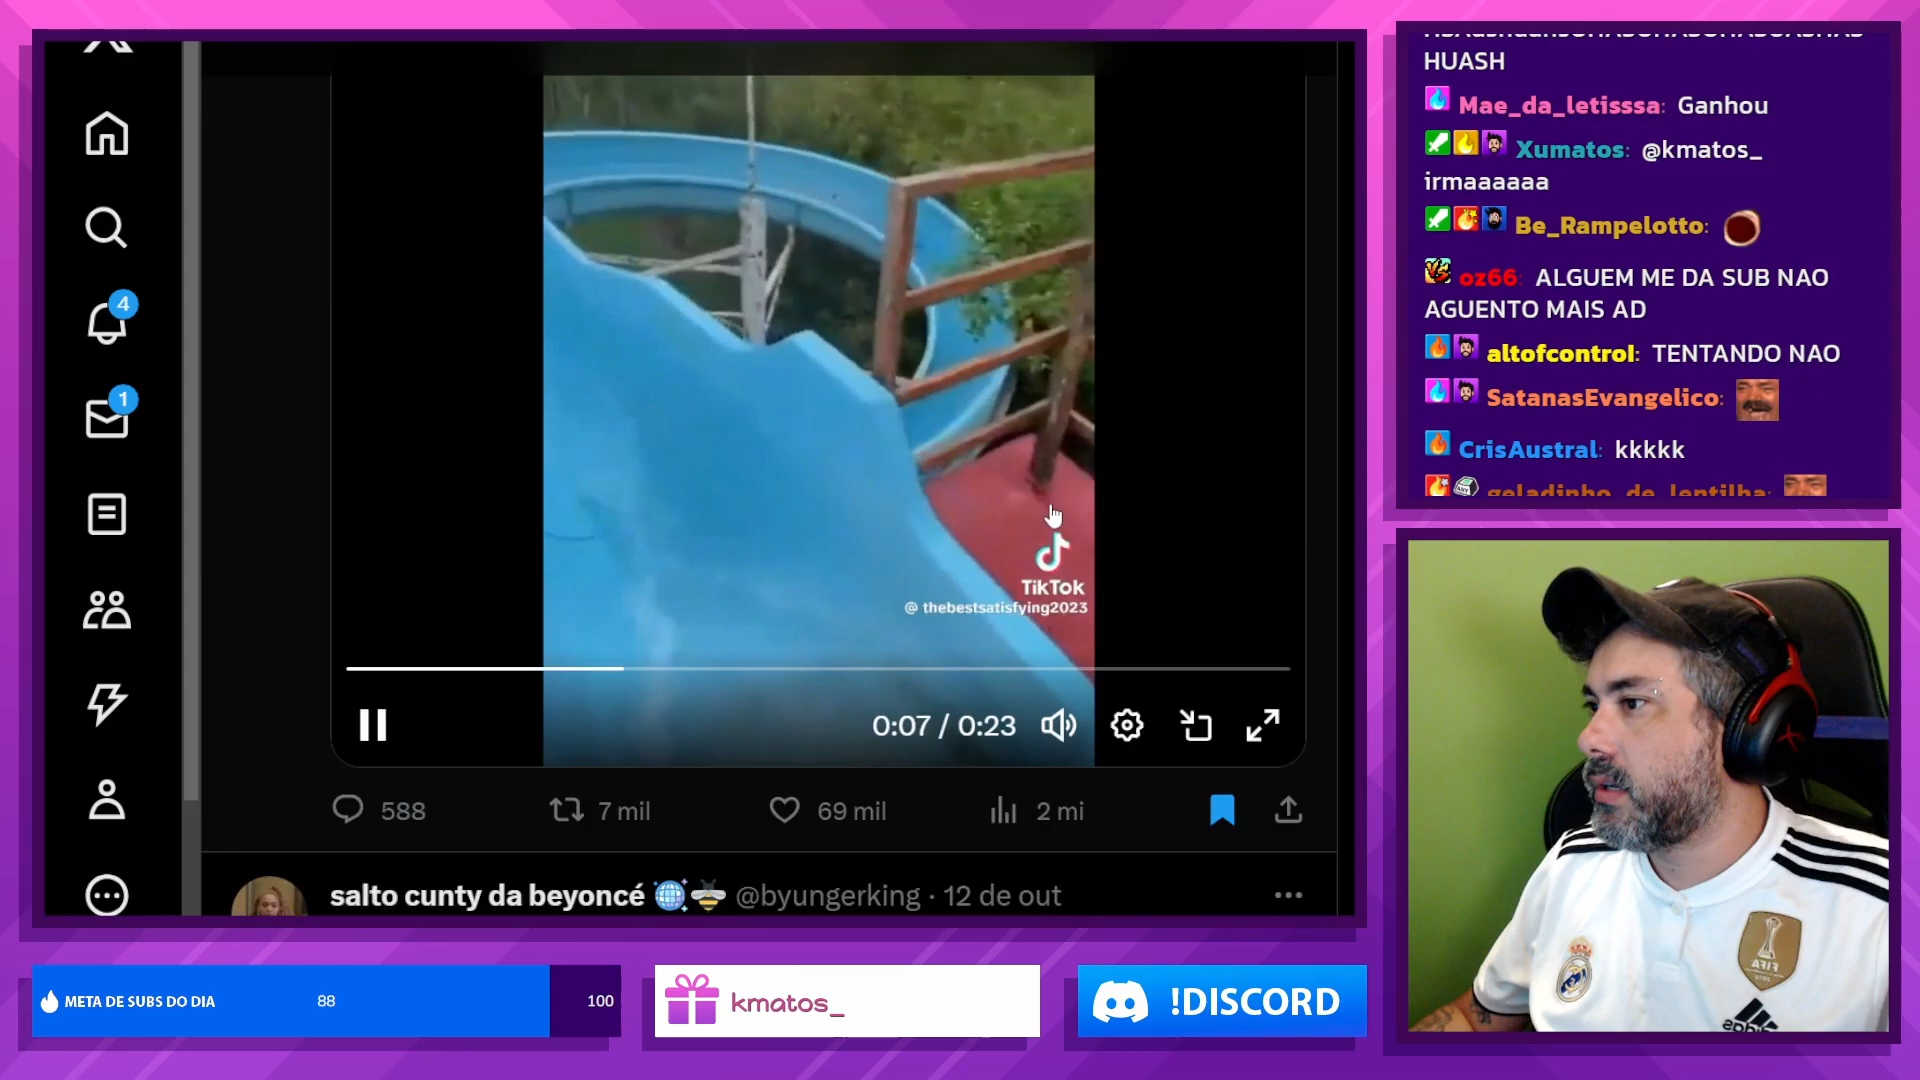 HUASH
Mae_da_letisssa: Ganhou
Xumatos: @kmatos_
irmaaaaaa
Be_Rampelotto:
oz66: ALGUEM ME DA SUB NAO
AGUENTO MAIS AD
altofcontrol: TENTANDO NAO
SatanasEvangelico:
CrisAustral: kkkkk
geladinho_de_lentilha:
4
1
TikTok
@ thebestsatisfying2023
0:07 / 0:23
588
7 mil
69 mil
2 mi
salto cunty da beyoncé @byungerking · 12 de out
META DE SUBS DO DIA 88 100
kmatos_
!DISCORD
adidas